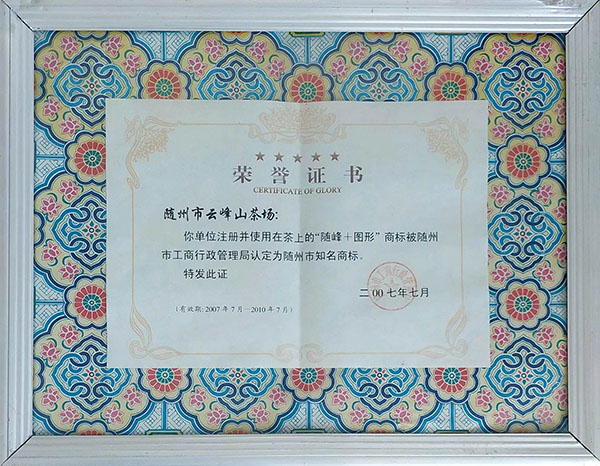 荣誉证书
CERTIFICATE OF GLORY
随州市云峰山茶场:
你单位注册并使用在茶上的“随峰＋图形”商标被随州
市工商行政管理局认定为随州市知名商标。
特发此证
二00七年七月
(有效期:2007年7月—2010年7月)